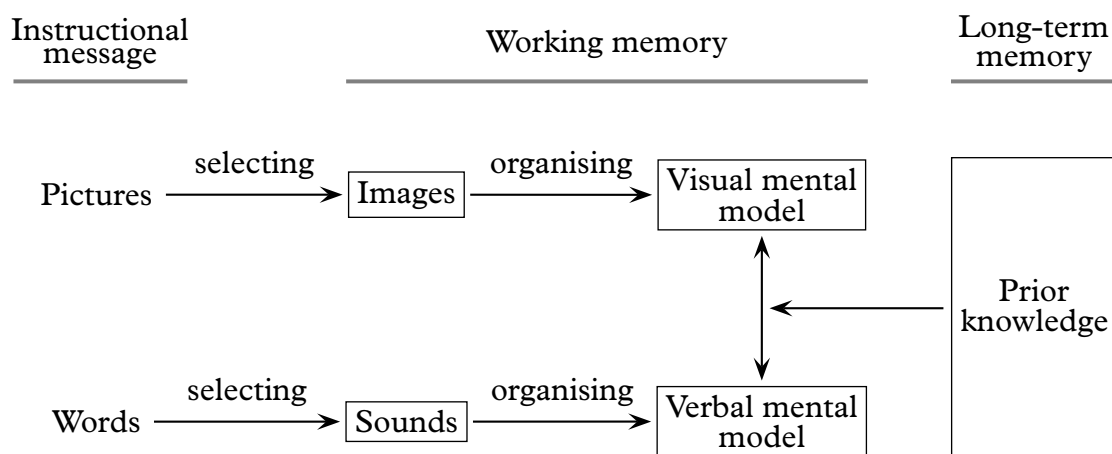 Instructional
message
Working memory
Long-term
memory
selecting
organising
Pictures
Images
Visual mental
model
Prior
knowledge
selecting
organising
Words
Sounds
Verbal mental
model